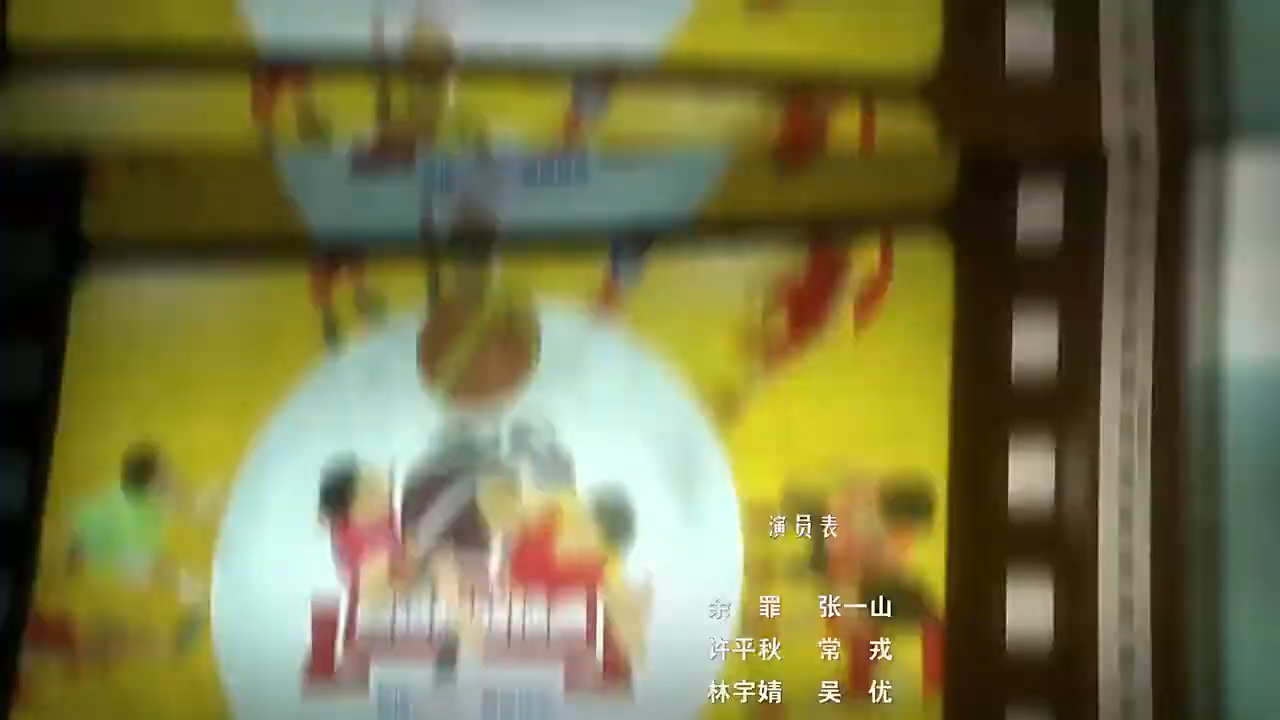 演员表
余 罪 张一山
许平秋 常 戎
林宇婧 吴 优